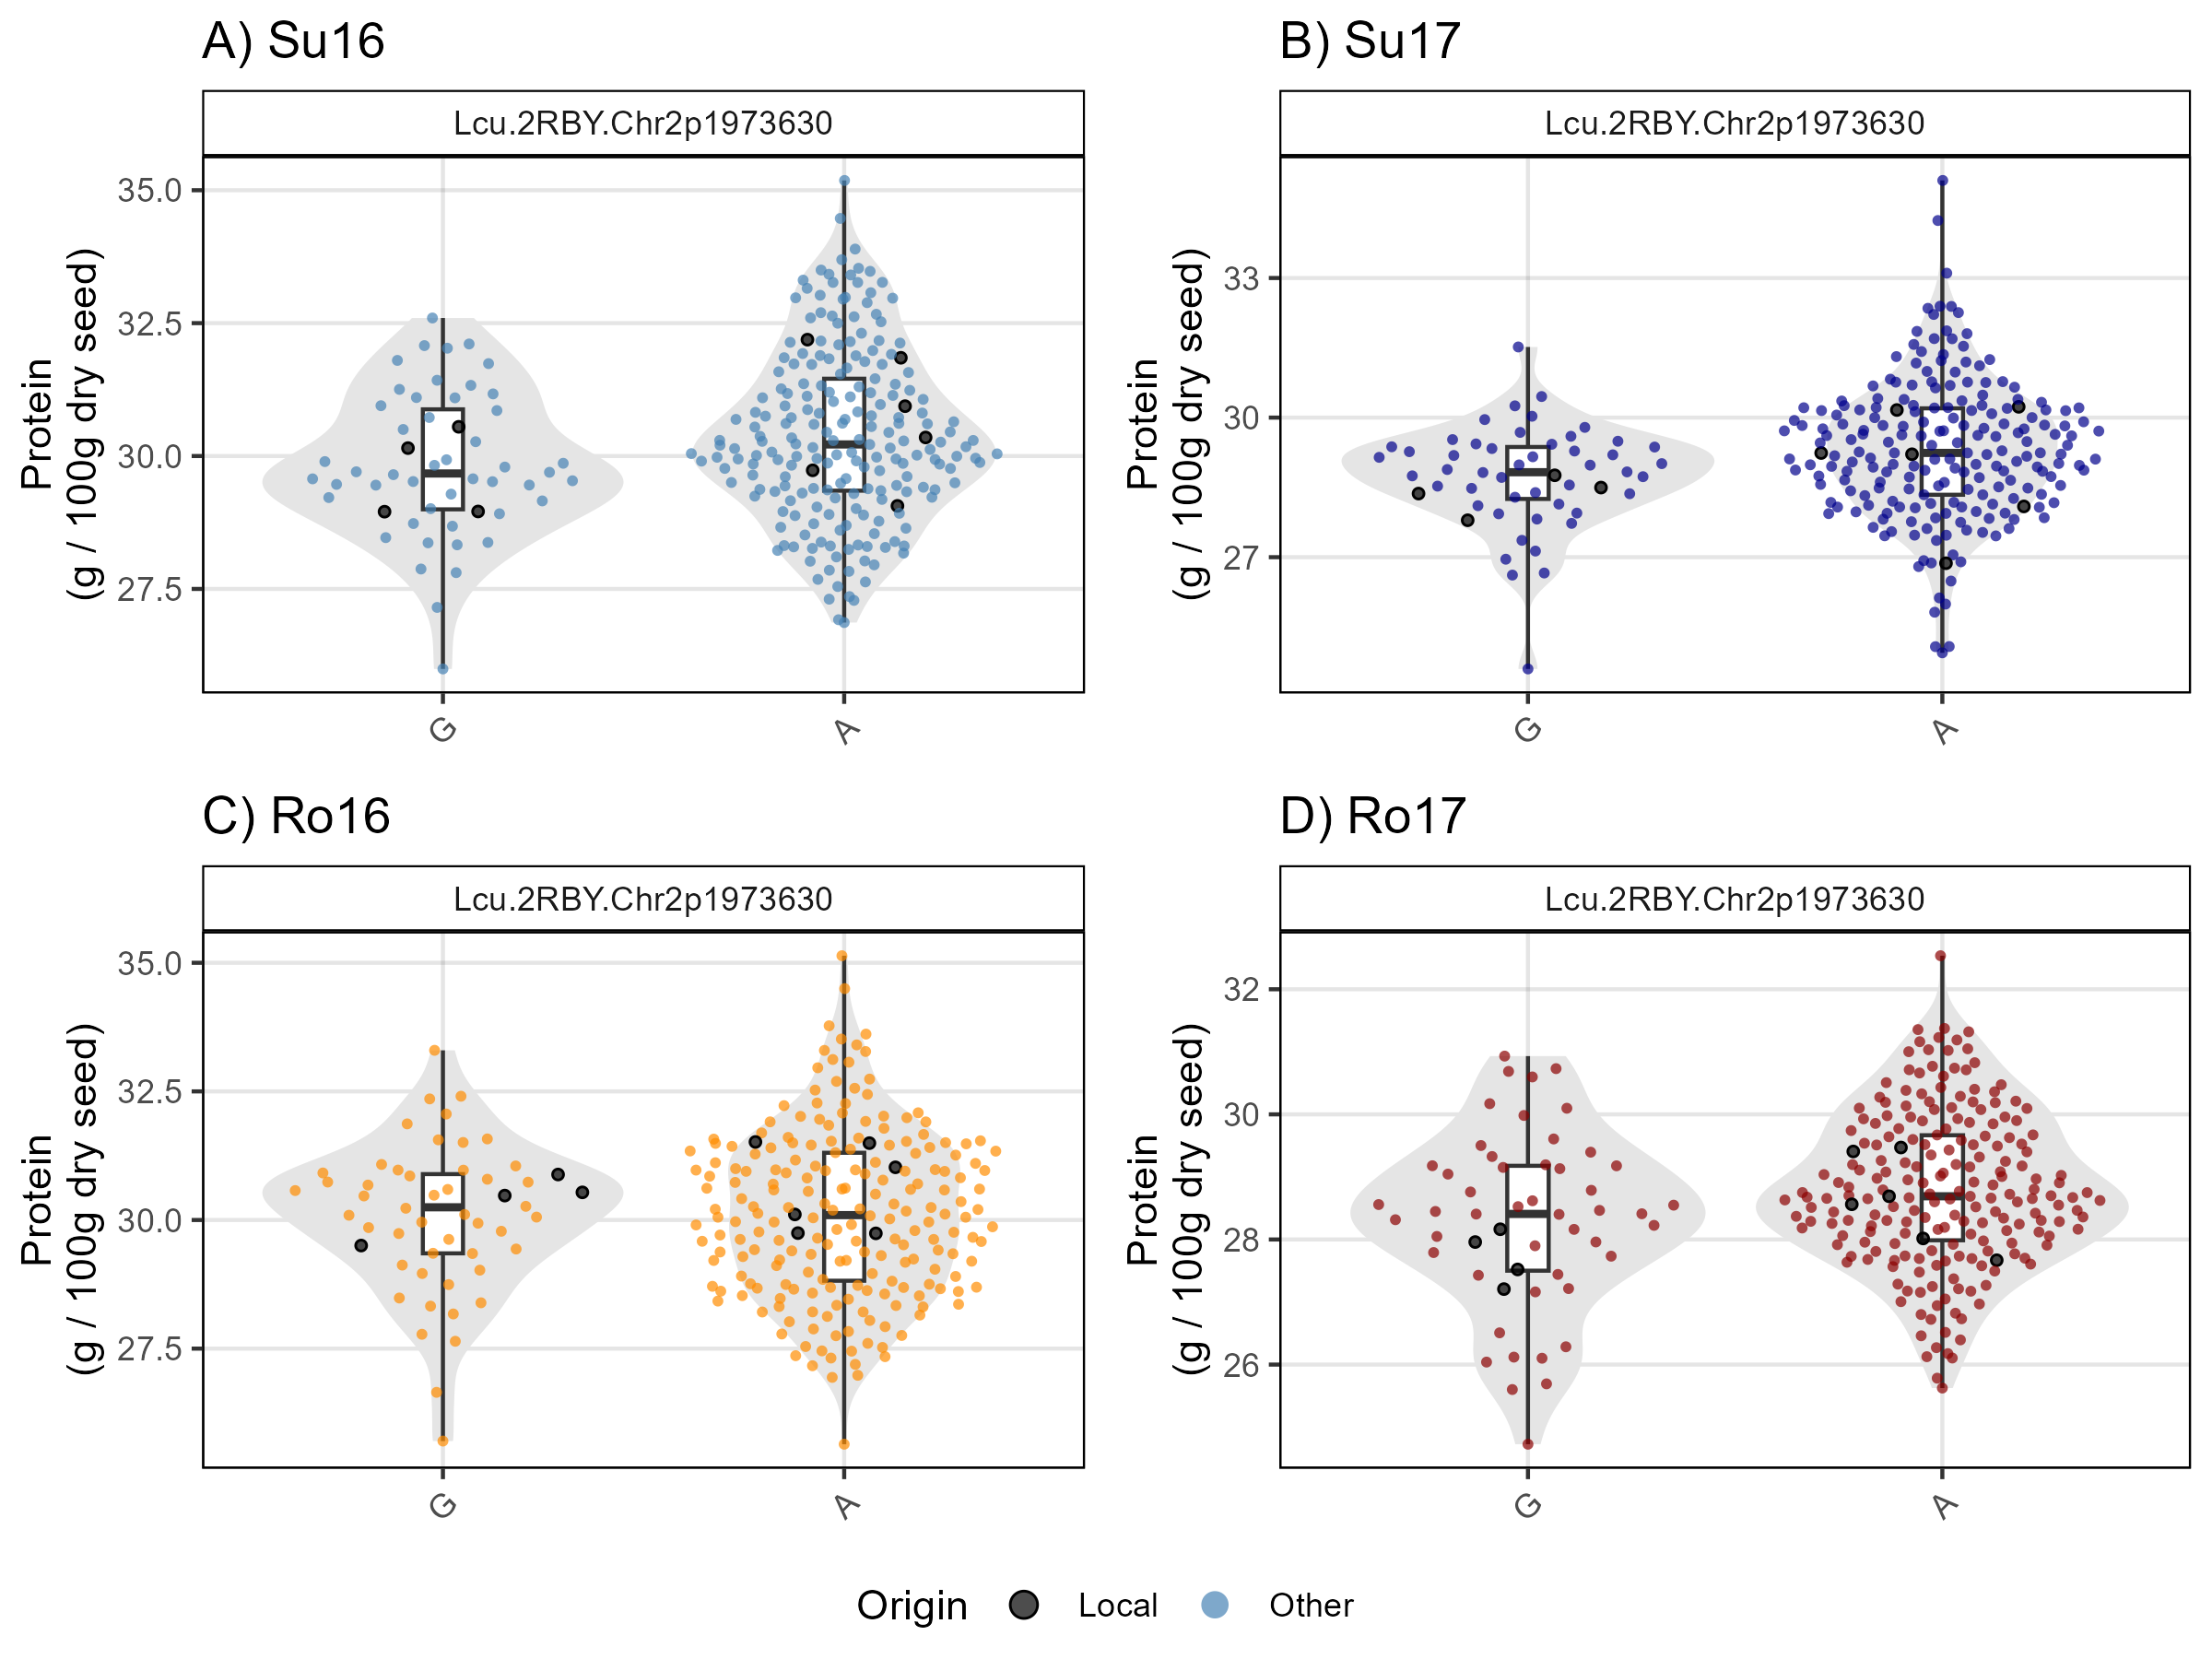 A) Su16
Lcu.2RBY.Chr2p1973630
Protein
(g / 100g dry seed)
35.0
32.5
30.0
27.5
G
A
B) Su17
Lcu.2RBY.Chr2p1973630
Protein
(g / 100g dry seed)
33
30
27
G
A
C) Ro16
Lcu.2RBY.Chr2p1973630
Protein
(g / 100g dry seed)
35.0
32.5
30.0
27.5
G
A
D) Ro17
Lcu.2RBY.Chr2p1973630
Protein
(g / 100g dry seed)
32
30
28
26
G
A
Origin Local Other